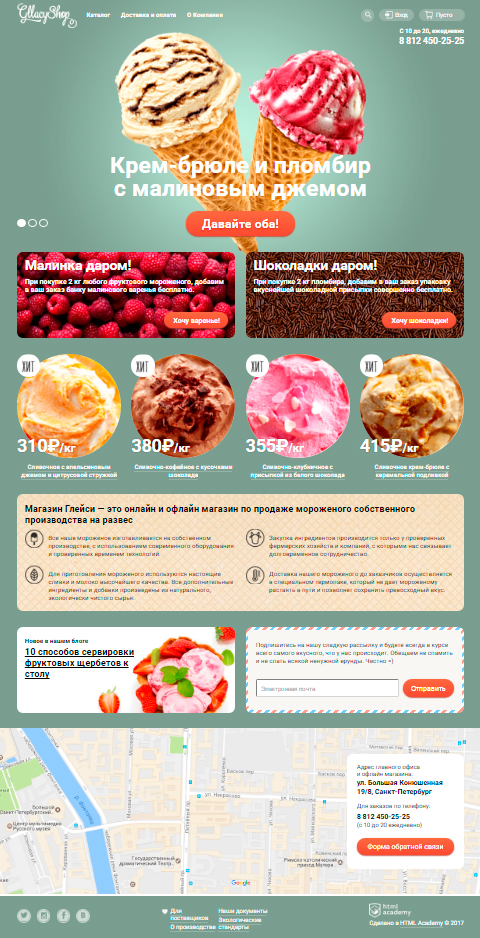 GllacyShop
Каталог
Доставка и оплата
О Компании
Вход
Пусто
С 10 до 20, ежедневно
8 812 450-25-25
Крем-брюле и пломбир
с малиновым джемом
Давайте оба!
Малинка даром!
При покупке 2 кг любого фруктового мороженого, добавим
в ваш заказ банку малинового варенья бесплатно.
Хочу варенье!
Шоколадки даром!
При покупке 2 кг пломбира, добавим в ваш заказ упаковку
вкуснейшей шоколадной присыпки совершенно бесплатно.
Хочу шоколадки!
ХИТ
310₽/кг
Сливочное с апельсиновым
джемом и цитрусовой стружкой
ХИТ
380₽/кг
Сливочно-кофейное с кусочками
шоколада
ХИТ
355₽/кг
Сливочно-клубничное с
присыпкой из белого шоколада
ХИТ
415₽/кг
Сливочное крем-брюле с
карамельной подливкой
Магазин Глейси — это онлайн и офлайн магазин по продаже мороженого собственного
производства на развес
Все наше мороженое изготавливается на собственном
производстве, с использованием современного оборудования
и проверенных временем технологий.
Закупка ингредиентов производится только у проверенных
фермерских хозяйств и компаний, с которыми нас связывает
долговременное сотрудничество.
Для приготовления мороженого используются настоящие
сливки и молоко высочайшего качества. Все дополнительные
ингредиенты и добавки произведены из натурального,
экологически чистого сырья.
Доставка нашего мороженого до заказчиков осуществляется
в специальном термопаке, который не дает мороженому
растаять в пути и позволяет сохранить превосходный вкус.
Новое в нашем блоге
10 способов сервировки
фруктовых щербетов к
столу
Подпишитесь на нашу сладкую рассылку и будете всегда в курсе
всего самого вкусного, что у нас происходит. Обещаем не спамить
и не слать всякой ненужной ерунды. Честно =)
Электронная почта
Отправить
Адрес главного офиса
и офлайн магазина:
ул. Большая Конюшенная
19/8, Санкт-Петербург
Для заказов по телефону:
8 812 450-25-25
(с 10 до 20 ежедневно)
Форма обратной связи
Google
Для
поставщиков
О производстве
Наши документы
Экологические
стандарты
html
academy
Сделано в HTML Academy © 2017